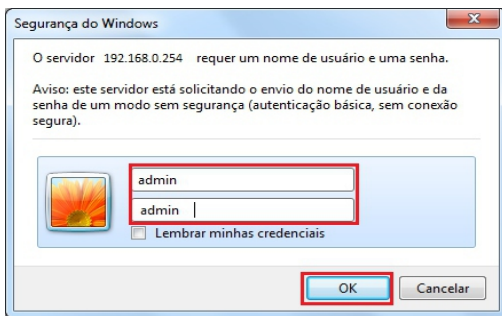 Segurança do Windows
O servidor 192.168.0.254 requer um nome de usuário e uma senha.
Aviso: este servidor está solicitando o envio do nome de usuário e da
senha de um modo sem segurança (autenticação básica, sem conexão
segura).
admin
admin
Lembrar minhas credenciais
OK Cancelar